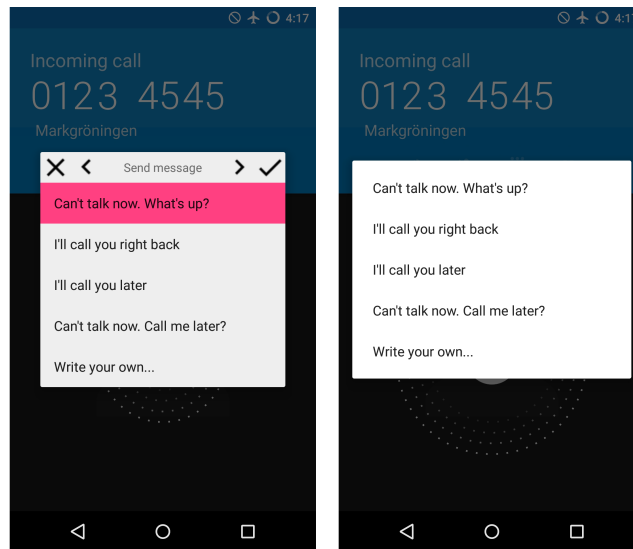 4:17
Incoming call
0123 4545
Markgröningen
Send message
Can't talk now. What's up?
I'll call you right back
I'll call you later
Can't talk now. Call me later?
Write your own...
4:1
Incoming call
0123 4545
Markgröningen
Can't talk now. What's up?
I'll call you right back
I'll call you later
Can't talk now. Call me later?
Write your own...